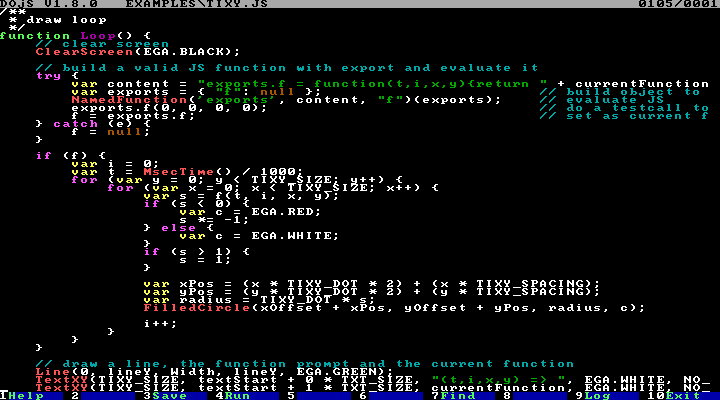 DOjS V1.8.0   EXAMPLES\TIXY.JS   0105/0001
/**
 * draw loop
 */
function Loop() {
    // clear screen
    ClearScreen(EGA.BLACK);

    // build a valid JS function with export and evaluate it
    try {
        var content = "exports.f = function(t,i,x,y){return " + currentFunction
        var exports = { "f": null };                        // build object to
        NamedFunction('exports', content, "f")(exports);    // evaluate JS
        exports.f(0, 0, 0, 0);                              // do a testcall to
        f = exports.f;                                      // set as current f
    } catch (e) {
        f = null;
    }

    if (f) {
        var i = 0;
        var t = MsecTime() / 1000;
        for (var y = 0; y < TIXY_SIZE; y++) {
            for (var x = 0; x < TIXY_SIZE; x++) {
                var s = f(t, i, x, y);
                if (s < 0) {
                    var c = EGA.RED;
                    s *= -1;
                } else {
                    var c = EGA.WHITE;
                }
                if (s > 1) {
                    s = 1;
                }

                var xPos = (x * TIXY_DOT * 2) + (x * TIXY_SPACING);
                var yPos = (y * TIXY_DOT * 2) + (y * TIXY_SPACING);
                var radius = TIXY_DOT * s;
                FilledCircle(xOffset + xPos, yOffset + yPos, radius, c);

                i++;
            }
        }
    }

    // draw a line, the function prompt and the current function
    Line(0, lineY, Width, lineY, EGA.GREEN);
    TextXY(TIXY_SIZE, textStart + 0 * TXT_SIZE, "(t,i,x,y) => ", EGA.WHITE, NO_
    TextXY(TIXY_SIZE, textStart + 1 * TXT_SIZE, currentFunction, EGA.WHITE, NO_
1Help   2       3Save   4Run    5       6       7Find   8       9Log    10Exit